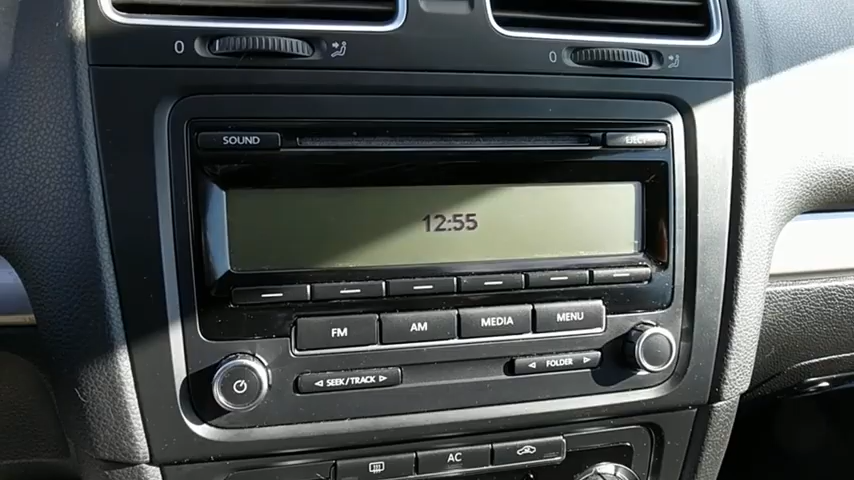 0
0
SOUND
EJECT
12:55
FM
AM
MEDIA
MENU
SEEK/TRACK
FOLDER
AC